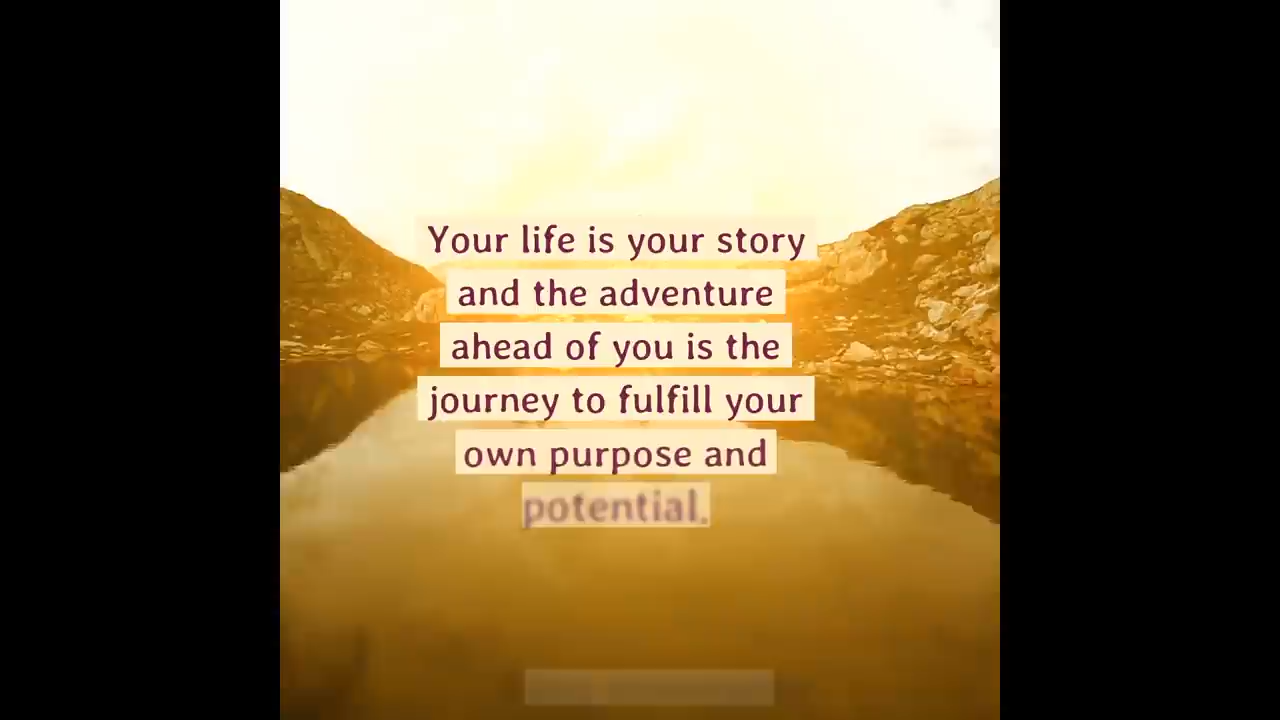 Your life is your story
and the adventure
ahead of you is the
journey to fulfill your
own purpose and
potential.